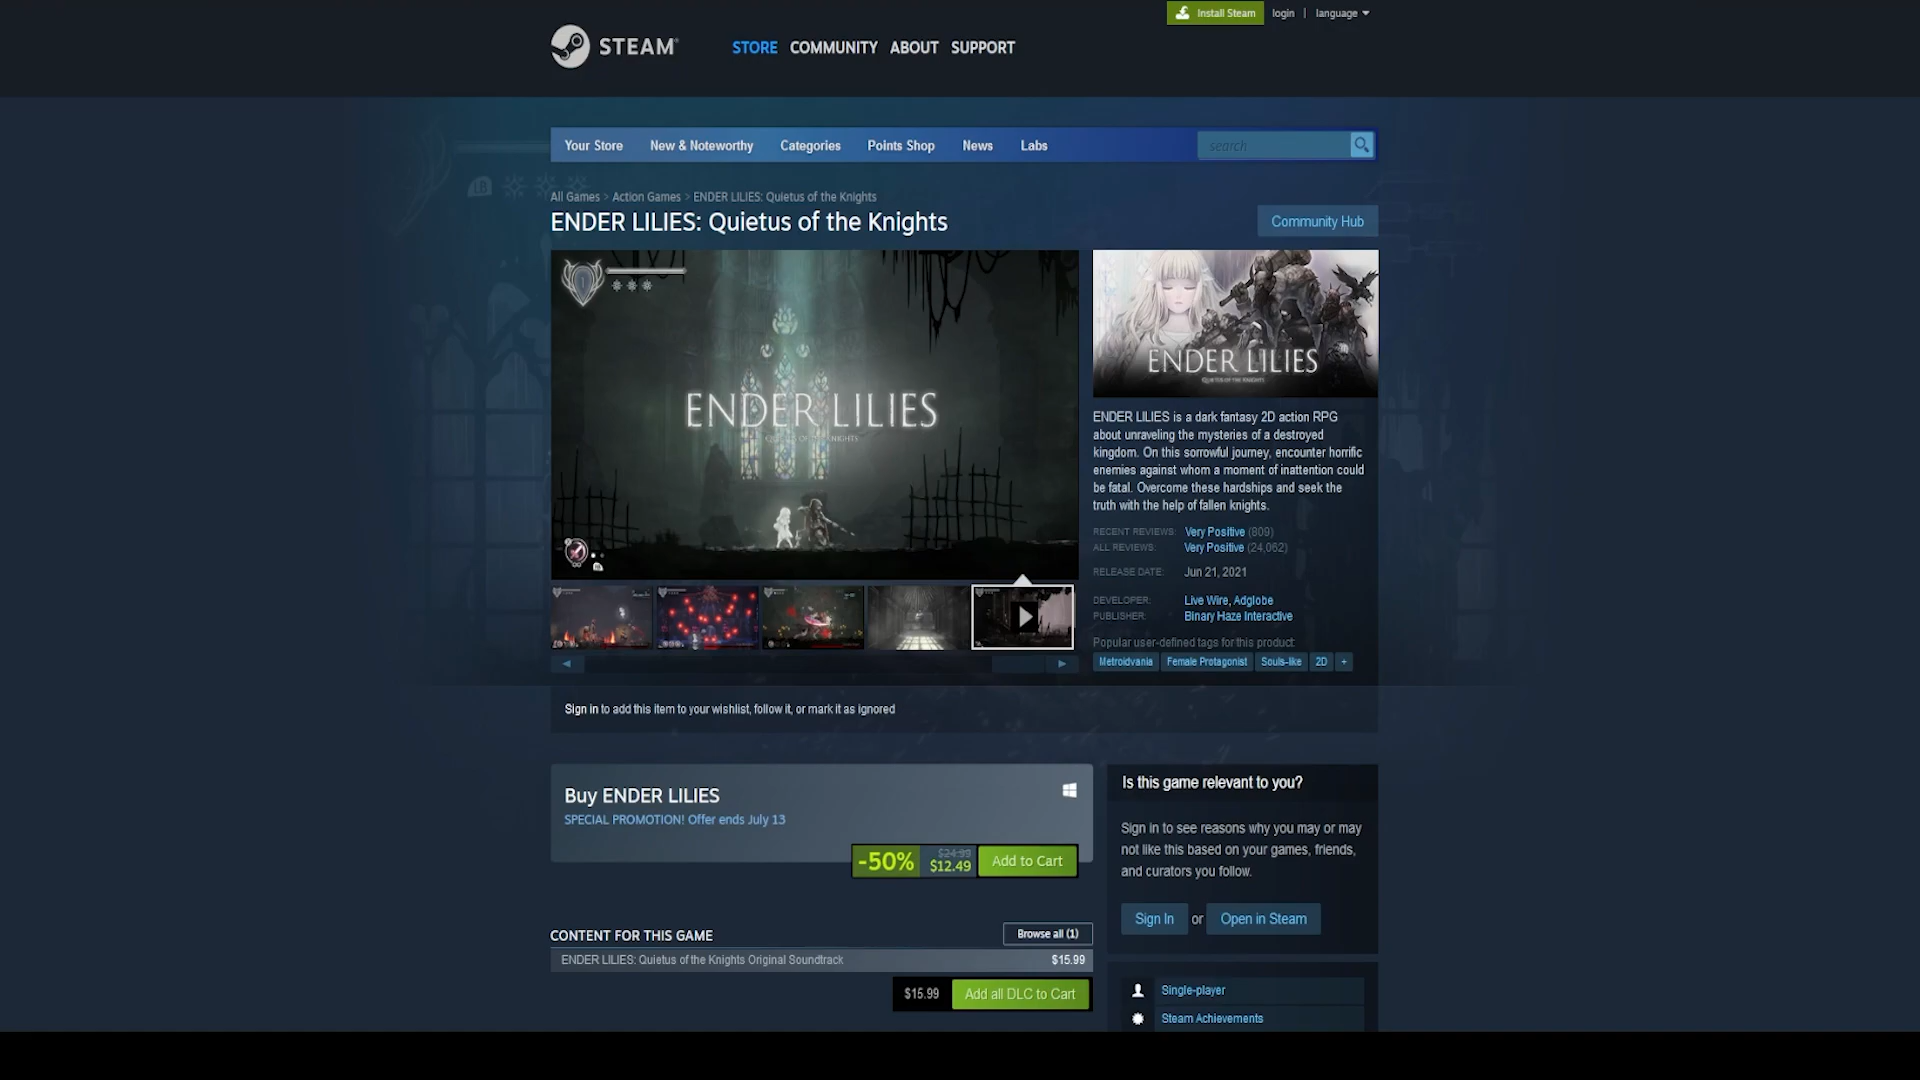 Install Steam login | language
STEAM
STORE COMMUNITY ABOUT SUPPORT
Your Store New & Noteworthy Categories Points Shop News Labs search
All Games > Action Games > ENDER LILIES: Quietus of the Knights
ENDER LILIES: Quietus of the Knights
Community Hub
ENDER LILIES
QUIETUS OF THE KNIGHTS
ENDER LILIES
QUIETUS OF THE KNIGHTS
ENDER LILIES is a dark fantasy 2D action RPG
about unraveling the mysteries of a destroyed
kingdom. On this sorrowful journey, encounter horrific
enemies against whom a moment of inattention could
be fatal. Overcome these hardships and seek the
truth with the help of fallen knights.
RECENT REVIEWS: Very Positive (809)
ALL REVIEWS: Very Positive (24,062)
RELEASE DATE: Jun 21, 2021
DEVELOPER: Live Wire, Adglobe
PUBLISHER: Binary Haze Interactive
Popular user-defined tags for this product:
Metroidvania Female Protagonist Souls-like 2D +
Sign in to add this item to your wishlist, follow it, or mark it as ignored
Buy ENDER LILIES
SPECIAL PROMOTION! Offer ends July 13
-50% $24.99 $12.49 Add to Cart
CONTENT FOR THIS GAME Browse all (1)
ENDER LILIES: Quietus of the Knights Original Soundtrack $15.99
$15.99 Add all DLC to Cart
Is this game relevant to you?
Sign in to see reasons why you may or may
not like this based on your games, friends,
and curators you follow.
Sign In or Open in Steam
Single-player
Steam Achievements